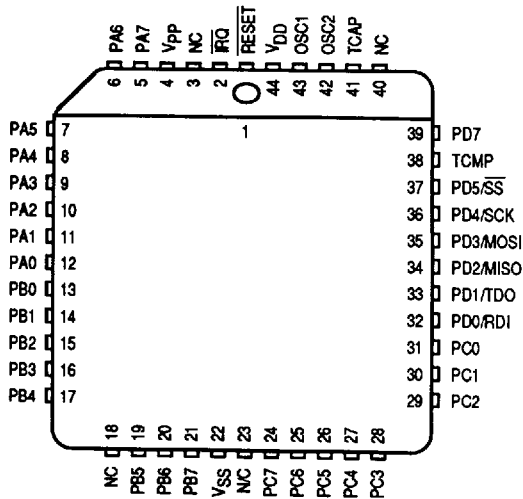 PA6 PA7 VPP NC IRQ RESET VDD OSC1 OSC2 TCAP NC
6 5 4 3 2 44 43 42 41 40
1
PA5 7
PA4 8
PA3 9
PA2 10
PA1 11
PA0 12
PB0 13
PB1 14
PB2 15
PB3 16
PB4 17
39 PD7
38 TCMP
37 PD5/SS
36 PD4/SCK
35 PD3/MOSI
34 PD2/MISO
33 PD1/TDO
32 PD0/RDI
31 PC0
30 PC1
29 PC2
18 19 20 21 22 23 24 25 26 27 28
NC PB5 PB6 PB7 VSS N/C PC7 PC6 PC5 PC4 PC3